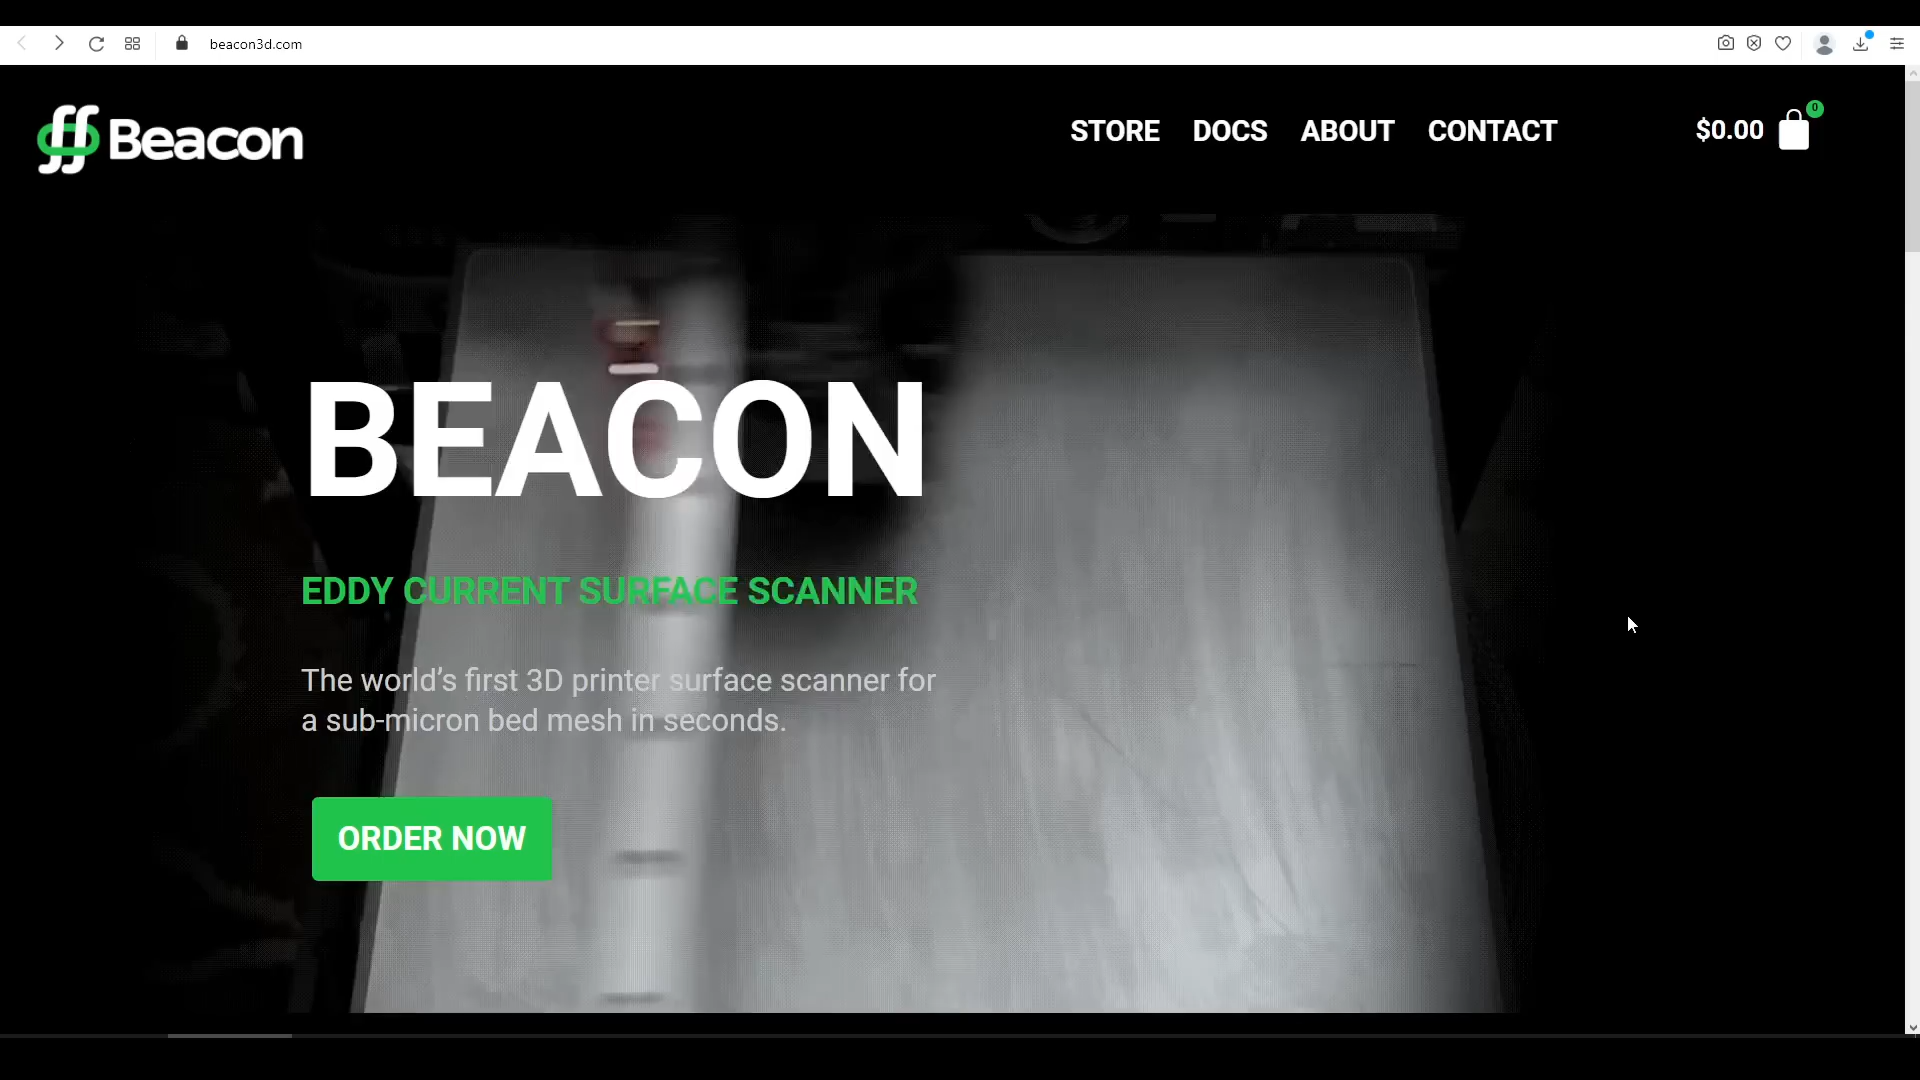 beacon3d.com
Beacon
STORE DOCS ABOUT CONTACT
$0.00 0
BEACON
EDDY CURRENT SURFACE SCANNER
The world’s first 3D printer surface scanner for
a sub-micron bed mesh in seconds.
ORDER NOW